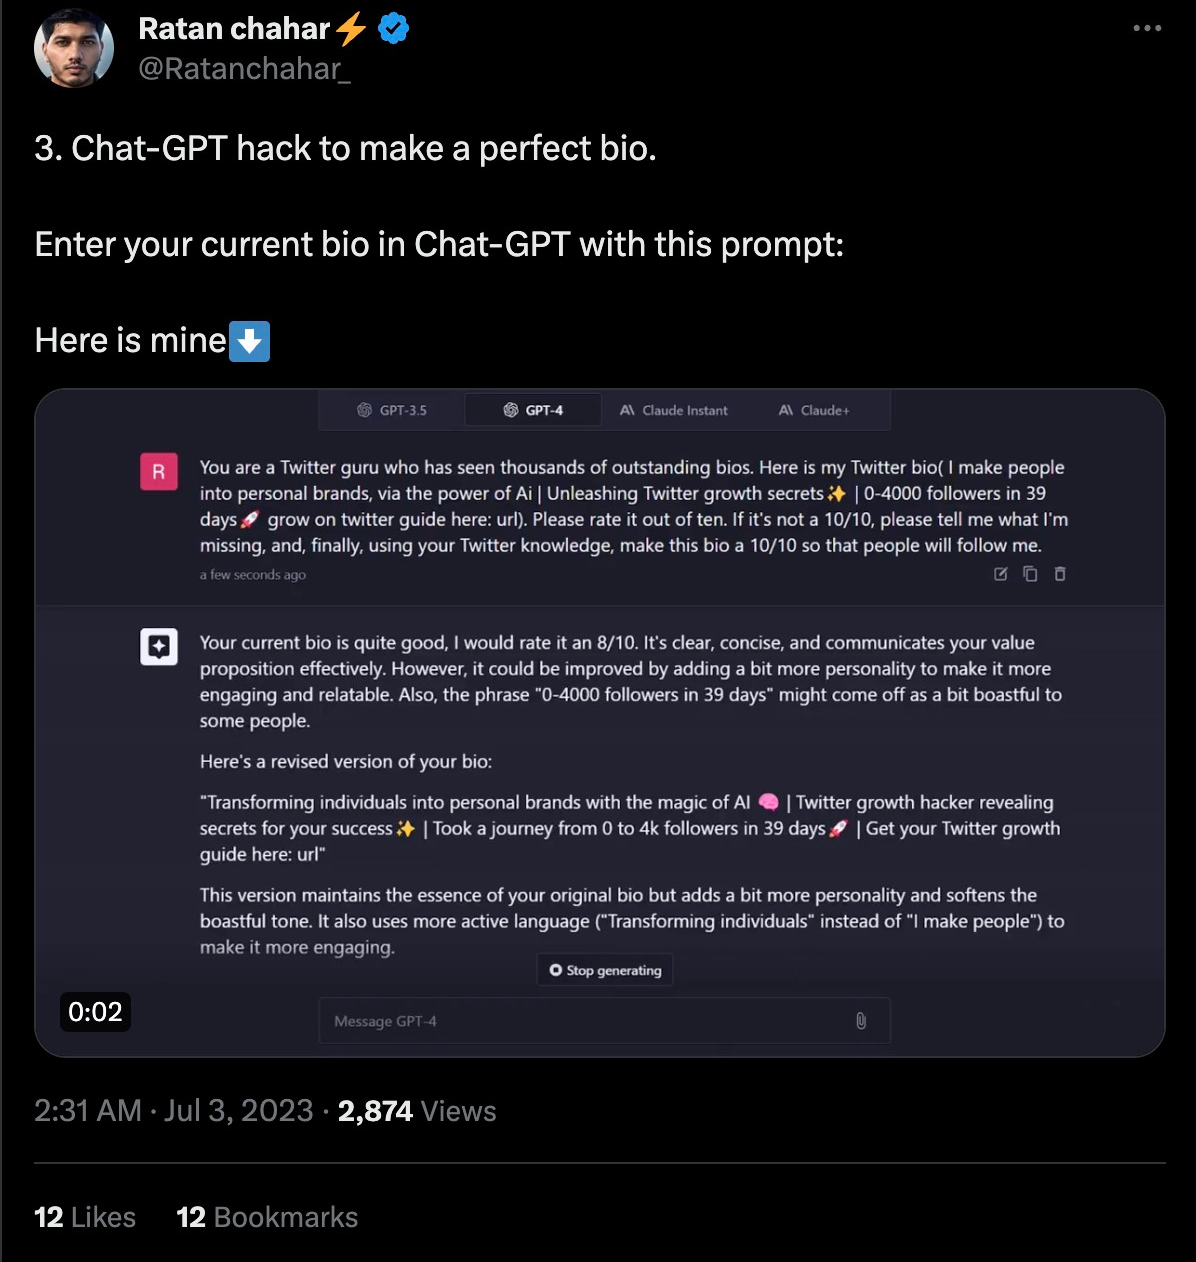 Ratan chahar⚡
@Ratanchahar_
3. Chat-GPT hack to make a perfect bio.
Enter your current bio in Chat-GPT with this prompt:
Here is mine⬇️
GPT-3.5 GPT-4 Claude Instant Claude+
R
You are a Twitter guru who has seen thousands of outstanding bios. Here is my Twitter bio( I make people
into personal brands, via the power of Ai | Unleashing Twitter growth secrets✨ | 0-4000 followers in 39
days🚀 grow on twitter guide here: url). Please rate it out of ten. If it's not a 10/10, please tell me what I'm
missing, and, finally, using your Twitter knowledge, make this bio a 10/10 so that people will follow me.
a few seconds ago
Your current bio is quite good, I would rate it an 8/10. It's clear, concise, and communicates your value
proposition effectively. However, it could be improved by adding a bit more personality to make it more
engaging and relatable. Also, the phrase "0-4000 followers in 39 days" might come off as a bit boastful to
some people.
Here's a revised version of your bio:
"Transforming individuals into personal brands with the magic of AI 🧠 | Twitter growth hacker revealing
secrets for your success✨ | Took a journey from 0 to 4k followers in 39 days🚀 | Get your Twitter growth
guide here: url"
This version maintains the essence of your original bio but adds a bit more personality and softens the
boastful tone. It also uses more active language ("Transforming individuals" instead of "I make people") to
make it more engaging.
Stop generating
0:02
Message GPT-4
2:31 AM · Jul 3, 2023 · 2,874 Views
12 Likes 12 Bookmarks